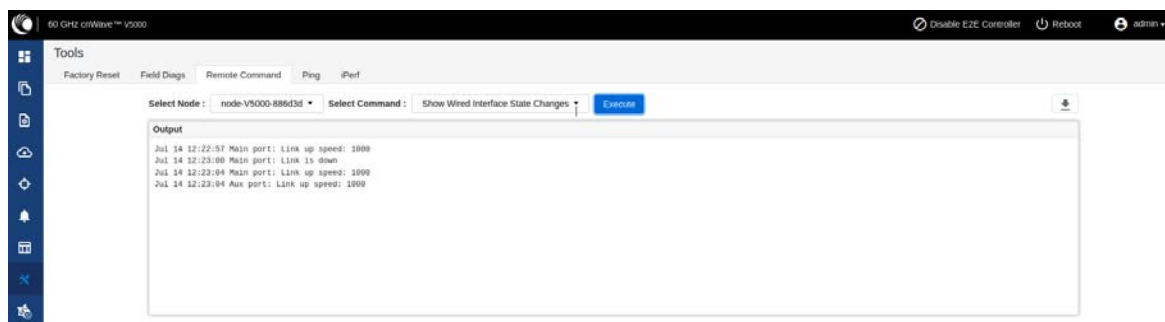 60 GHz cnWave™ V5000
Disable E2E Controller
Reboot
admin
Tools
Factory Reset
Field Diags
Remote Command
Ping
iPerf
Select Node : node-V5000-886d3d
Select Command : Show Wired Interface State Changes
Execute
Output
Jul 14 12:22:57 Main port: Link up speed: 1000
Jul 14 12:23:00 Main port: Link is down
Jul 14 12:23:04 Main port: Link up speed: 1000
Jul 14 12:23:04 Aux port: Link up speed: 1000